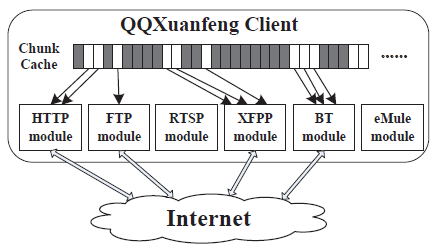 QQXuanfeng Client
Chunk
Cache
......
HTTP
module
FTP
module
RTSP
module
XFPP
module
BT
module
eMule
module
Internet